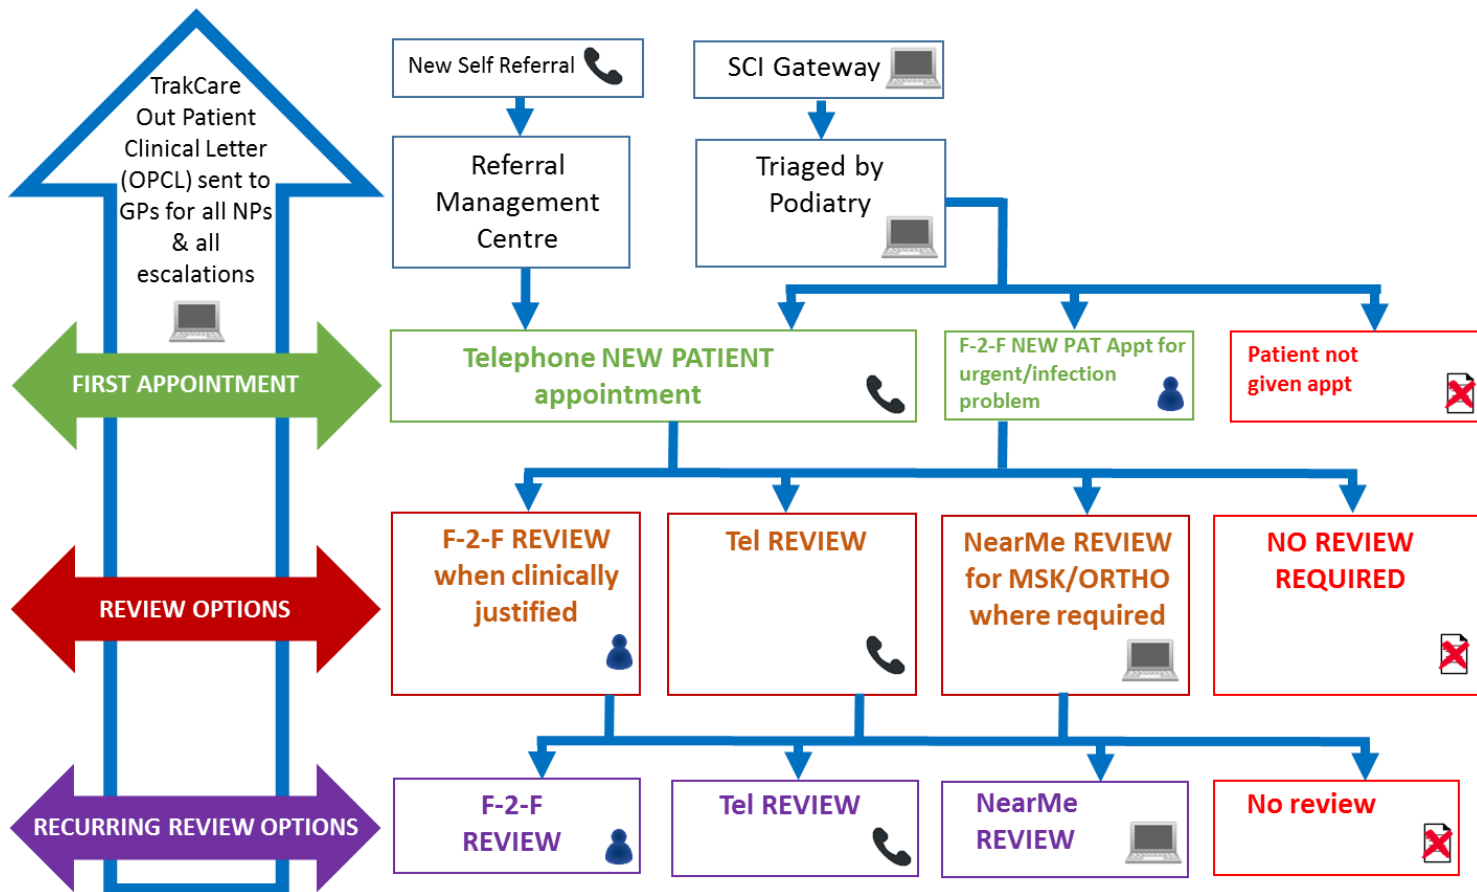 TrakCare
Out Patient
Clinical Letter
(OPCL) sent to
GPs for all NPs
& all
escalations
New Self Referral
SCI Gateway
Referral
Management
Centre
Triaged by
Podiatry
FIRST APPOINTMENT
Telephone NEW PATIENT
appointment
F-2-F NEW PAT Appt for
urgent/infection
problem
Patient not
given appt
REVIEW OPTIONS
F-2-F REVIEW
when clinically
justified
Tel REVIEW
NearMe REVIEW
for MSK/ORTHO
where required
NO REVIEW
REQUIRED
RECURRING REVIEW OPTIONS
F-2-F
REVIEW
Tel REVIEW
NearMe
REVIEW
No review